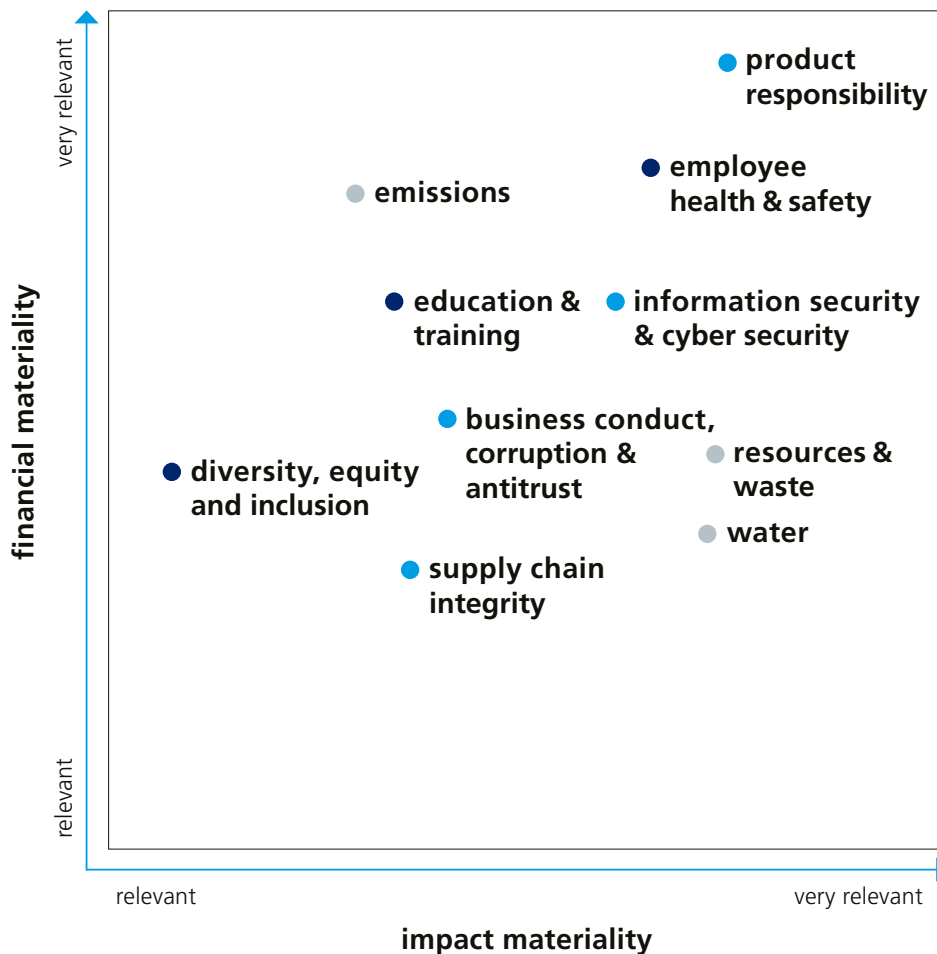 very relevant
product
responsibility
employee
health & safety
emissions
education &
training
information security
& cyber security
financial materiality
business conduct,
corruption &
antitrust
resources &
waste
diversity, equity
and inclusion
water
supply chain
integrity
relevant
relevant
very relevant
impact materiality